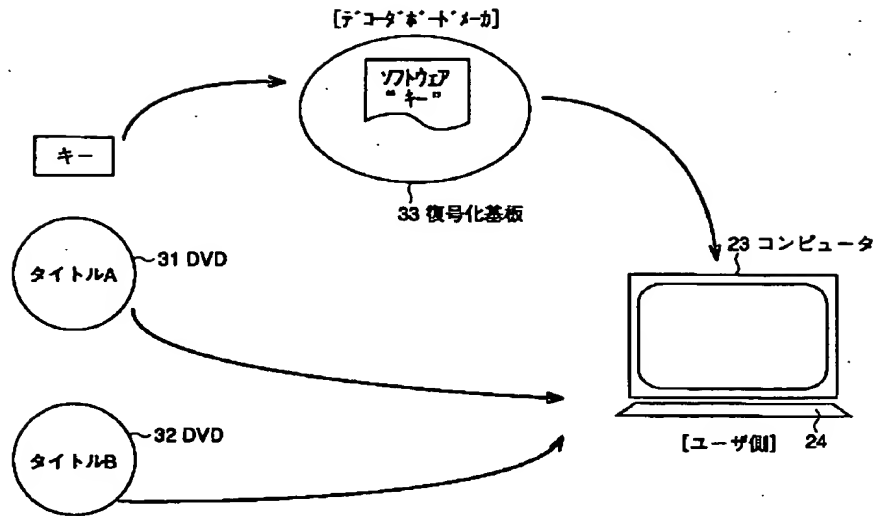 [デコーダボードメーカ]
ソフトウェア
“キー”
キー
33 復号化基板
23 コンピュータ
タイトルA
31 DVD
タイトルB
32 DVD
[ユーザ側]
24